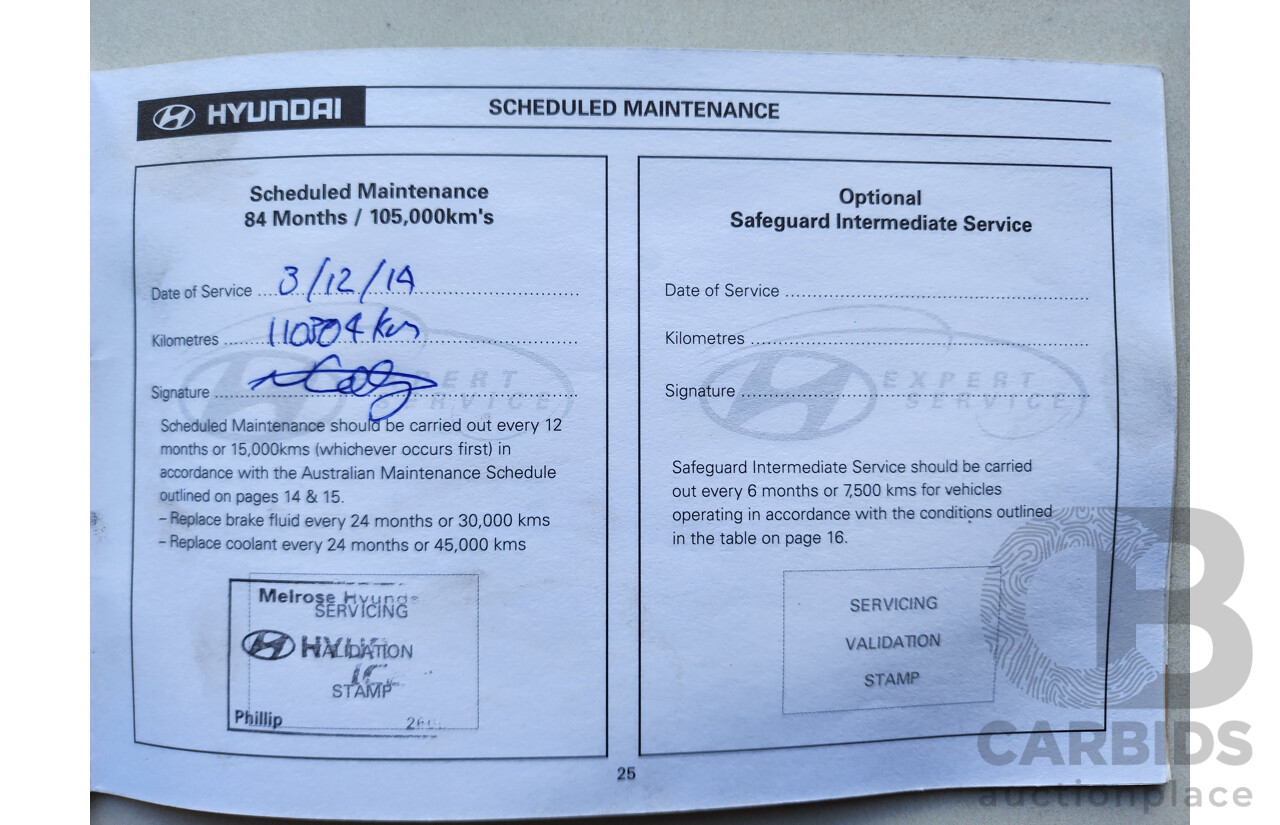 HYUNDAI
SCHEDULED MAINTENANCE
Scheduled Maintenance
84 Months / 105,000km's
Date of Service 3/12/14
Kilometres 110304 km
Signature
EXPERT
SERVICE
Scheduled Maintenance should be carried out every 12
months or 15,000kms (whichever occurs first) in
accordance with the Australian Maintenance Schedule
outlined on pages 14 & 15.
– Replace brake fluid every 24 months or 30,000 kms
– Replace coolant every 24 months or 45,000 kms
Melrose
SERVICING
VALIDATION
STAMP
Phillip
Optional
Safeguard Intermediate Service
Date of Service
Kilometres
Signature
EXPERT
SERVICE
Safeguard Intermediate Service should be carried
out every 6 months or 7,500 kms for vehicles
operating in accordance with the conditions outlined
in the table on page 16.
SERVICING
VALIDATION
STAMP
25
CB
CARBIDS
auctionplace